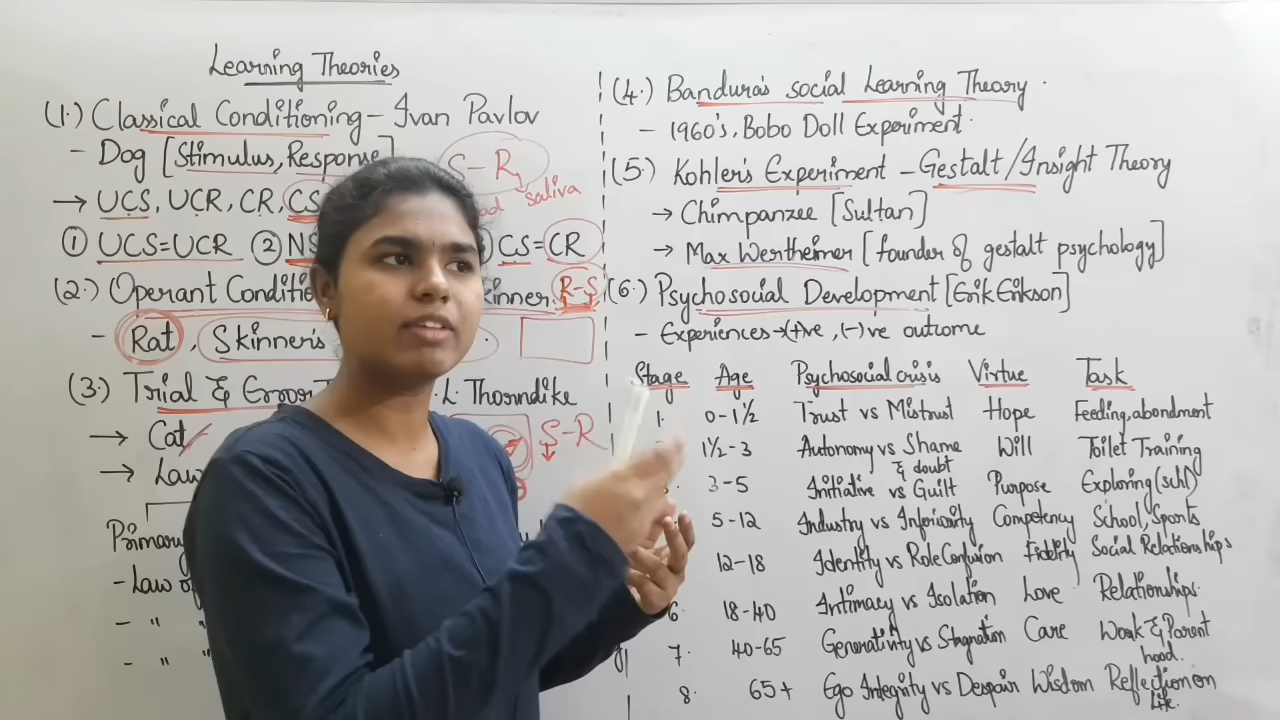 Learning Theories
(1.) Classical Conditioning - Ivan Pavlov
- Dog [Stimulus, Response]
S - R
saliva
→ UCS, UCR, CR, CS
① UCS=UCR ② NS CS=CR
(2.) Operant Conditio kinner. R-S
- Rat, Skinner's
(3.) Trial & Error L. Thorndike
→ Cat
S-R
→ Law
Primary
- Law of
- " "
- " "
(4.) Bandura's social Learning Theory.
- 1960's, Bobo Doll Experiment.
(5.) Kohler's Experiment - Gestalt/Insight Theory
→ Chimpanzee [Sultan]
→ Max Wertheimer [founder of gestalt psychology]
(6.) Psychosocial Development [Erik Erikson]
- Experiences→(+ve, (-)ve outcome
Stage Age Psychosocial crisis Virtue Task
1. 0-1½ Trust vs Mistrust Hope Feeding, abondment
1½-3 Autonomy vs Shame & doubt Will Toilet Training
3-5 Initiative vs Guilt Purpose Exploring (schl)
5-12 Industry vs Inforiarity Competency School, Sports
12-18 Identity vs Role Confusion Fidelity Social Relationships
6 18-40 Intimacy vs Isolation Love Relationships.
7. 40-65 Generativity vs Stagnation Care Work & Parent hood.
8. 65+ Ego Integrity vs Despair Wisdom Reflection on Life.